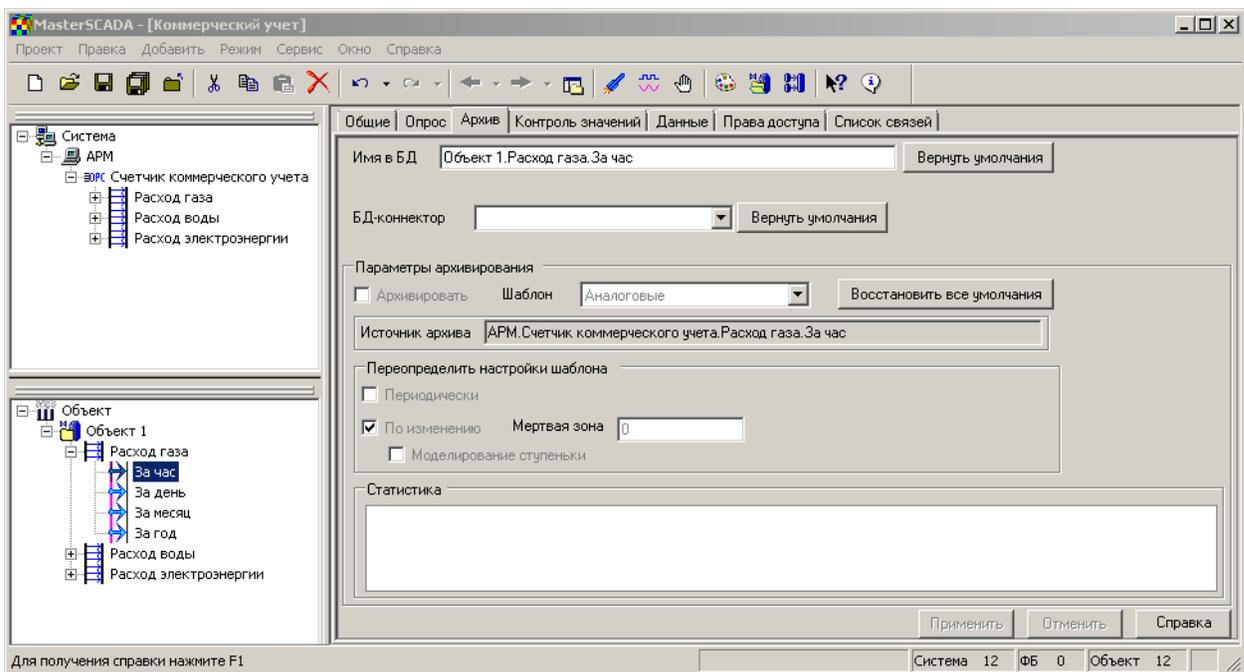 MasterSCADA - [Коммерческий учет]
Проект Правка Добавить Режим Сервис Окно Справка
Система
АРМ
OPC Счетчик коммерческого учета
Расход газа
Расход воды
Расход электроэнергии
Объект
Объект 1
Расход газа
За час
За день
За месяц
За год
Расход воды
Расход электроэнергии
Общие Опрос Архив Контроль значений Данные Права доступа Список связей
Имя в БД Объект 1.Расход газа.За час Вернуть умолчания
БД-коннектор Вернуть умолчания
Параметры архивирования
Архивировать Шаблон Аналоговые Восстановить все умолчания
Источник архива АРМ.Счетчик коммерческого учета.Расход газа.За час
Переопределить настройки шаблона
Периодически
По изменению Мертвая зона 0
Моделирование ступеньки
Статистика
Применить Отменить Справка
Для получения справки нажмите F1
Система 12 ФБ 0 Объект 12